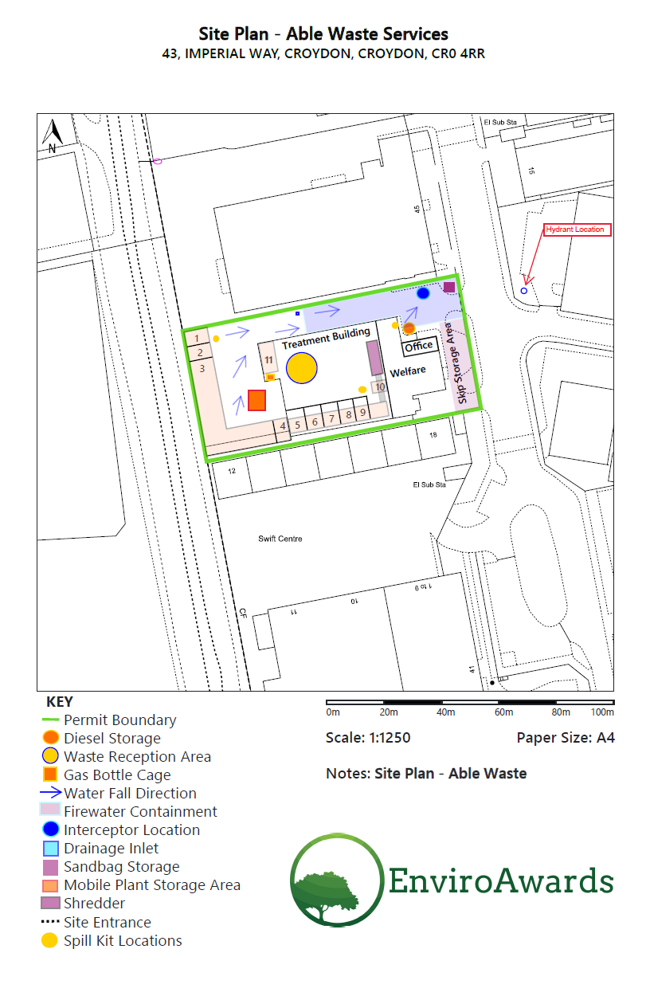 Site Plan - Able Waste Services
43, IMPERIAL WAY, CROYDON, CROYDON, CR0 4RR
El Sub Sta
N
15
45
Hydrant Location
1
2
3
Treatment Building
11
Office
Welfare
Skip Storage Area
10
4
5
6
7
8
9
18
12
El Sub Sta
Swift Centre
CF
11
10
1 to 9
41
KEY
Permit Boundary
Diesel Storage
Waste Reception Area
Gas Bottle Cage
Water Fall Direction
Firewater Containment
Interceptor Location
Drainage Inlet
Sandbag Storage
Mobile Plant Storage Area
Shredder
Site Entrance
Spill Kit Locations
0m 20m 40m 60m 80m 100m
Scale: 1:1250 Paper Size: A4
Notes: Site Plan - Able Waste
EnviroAwards